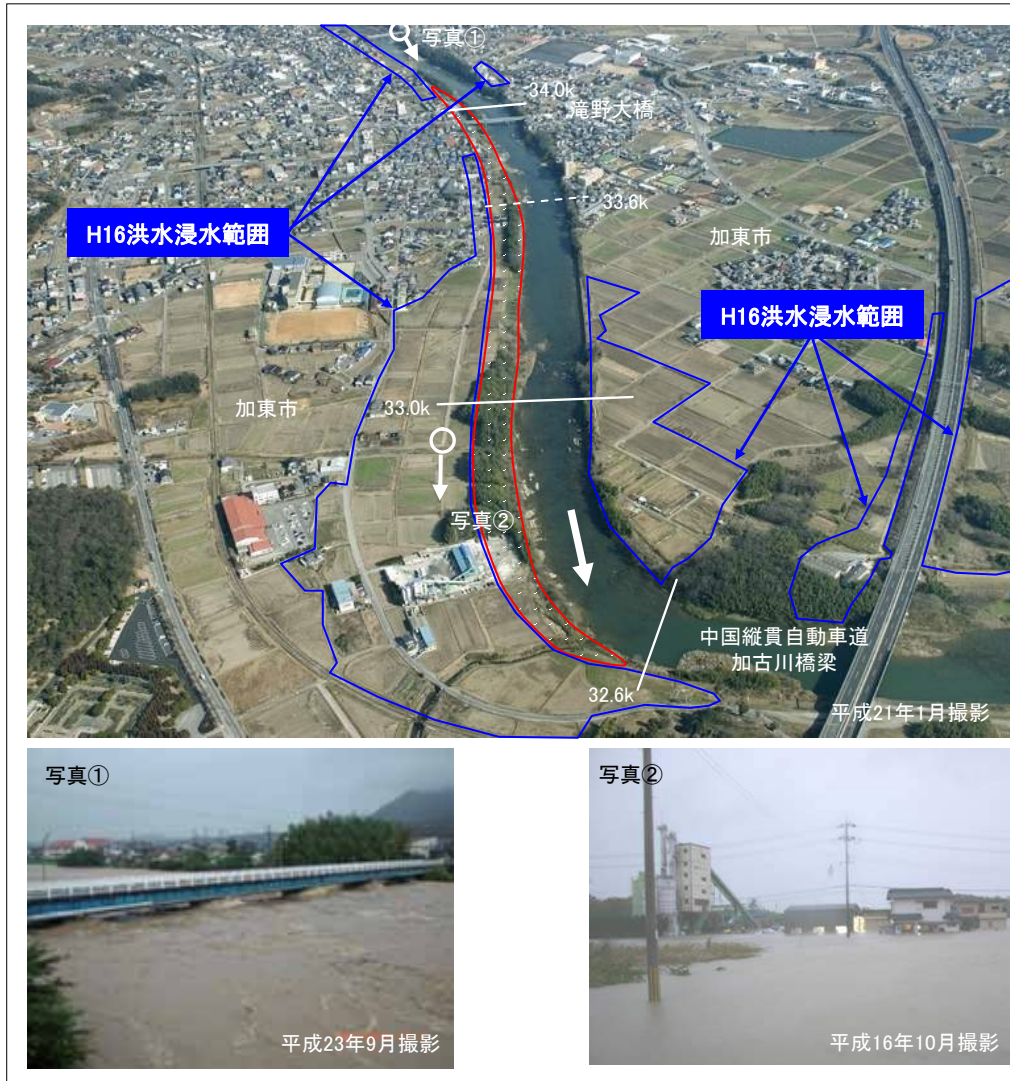 写真①
34.0k
滝野大橋
33.6k
H16洪水浸水範囲
加東市
H16洪水浸水範囲
加東市
33.0k
写真②
中国縦貫自動車道
加古川橋梁
32.6k
平成21年1月撮影
写真①
写真②
平成23年9月撮影
平成16年10月撮影